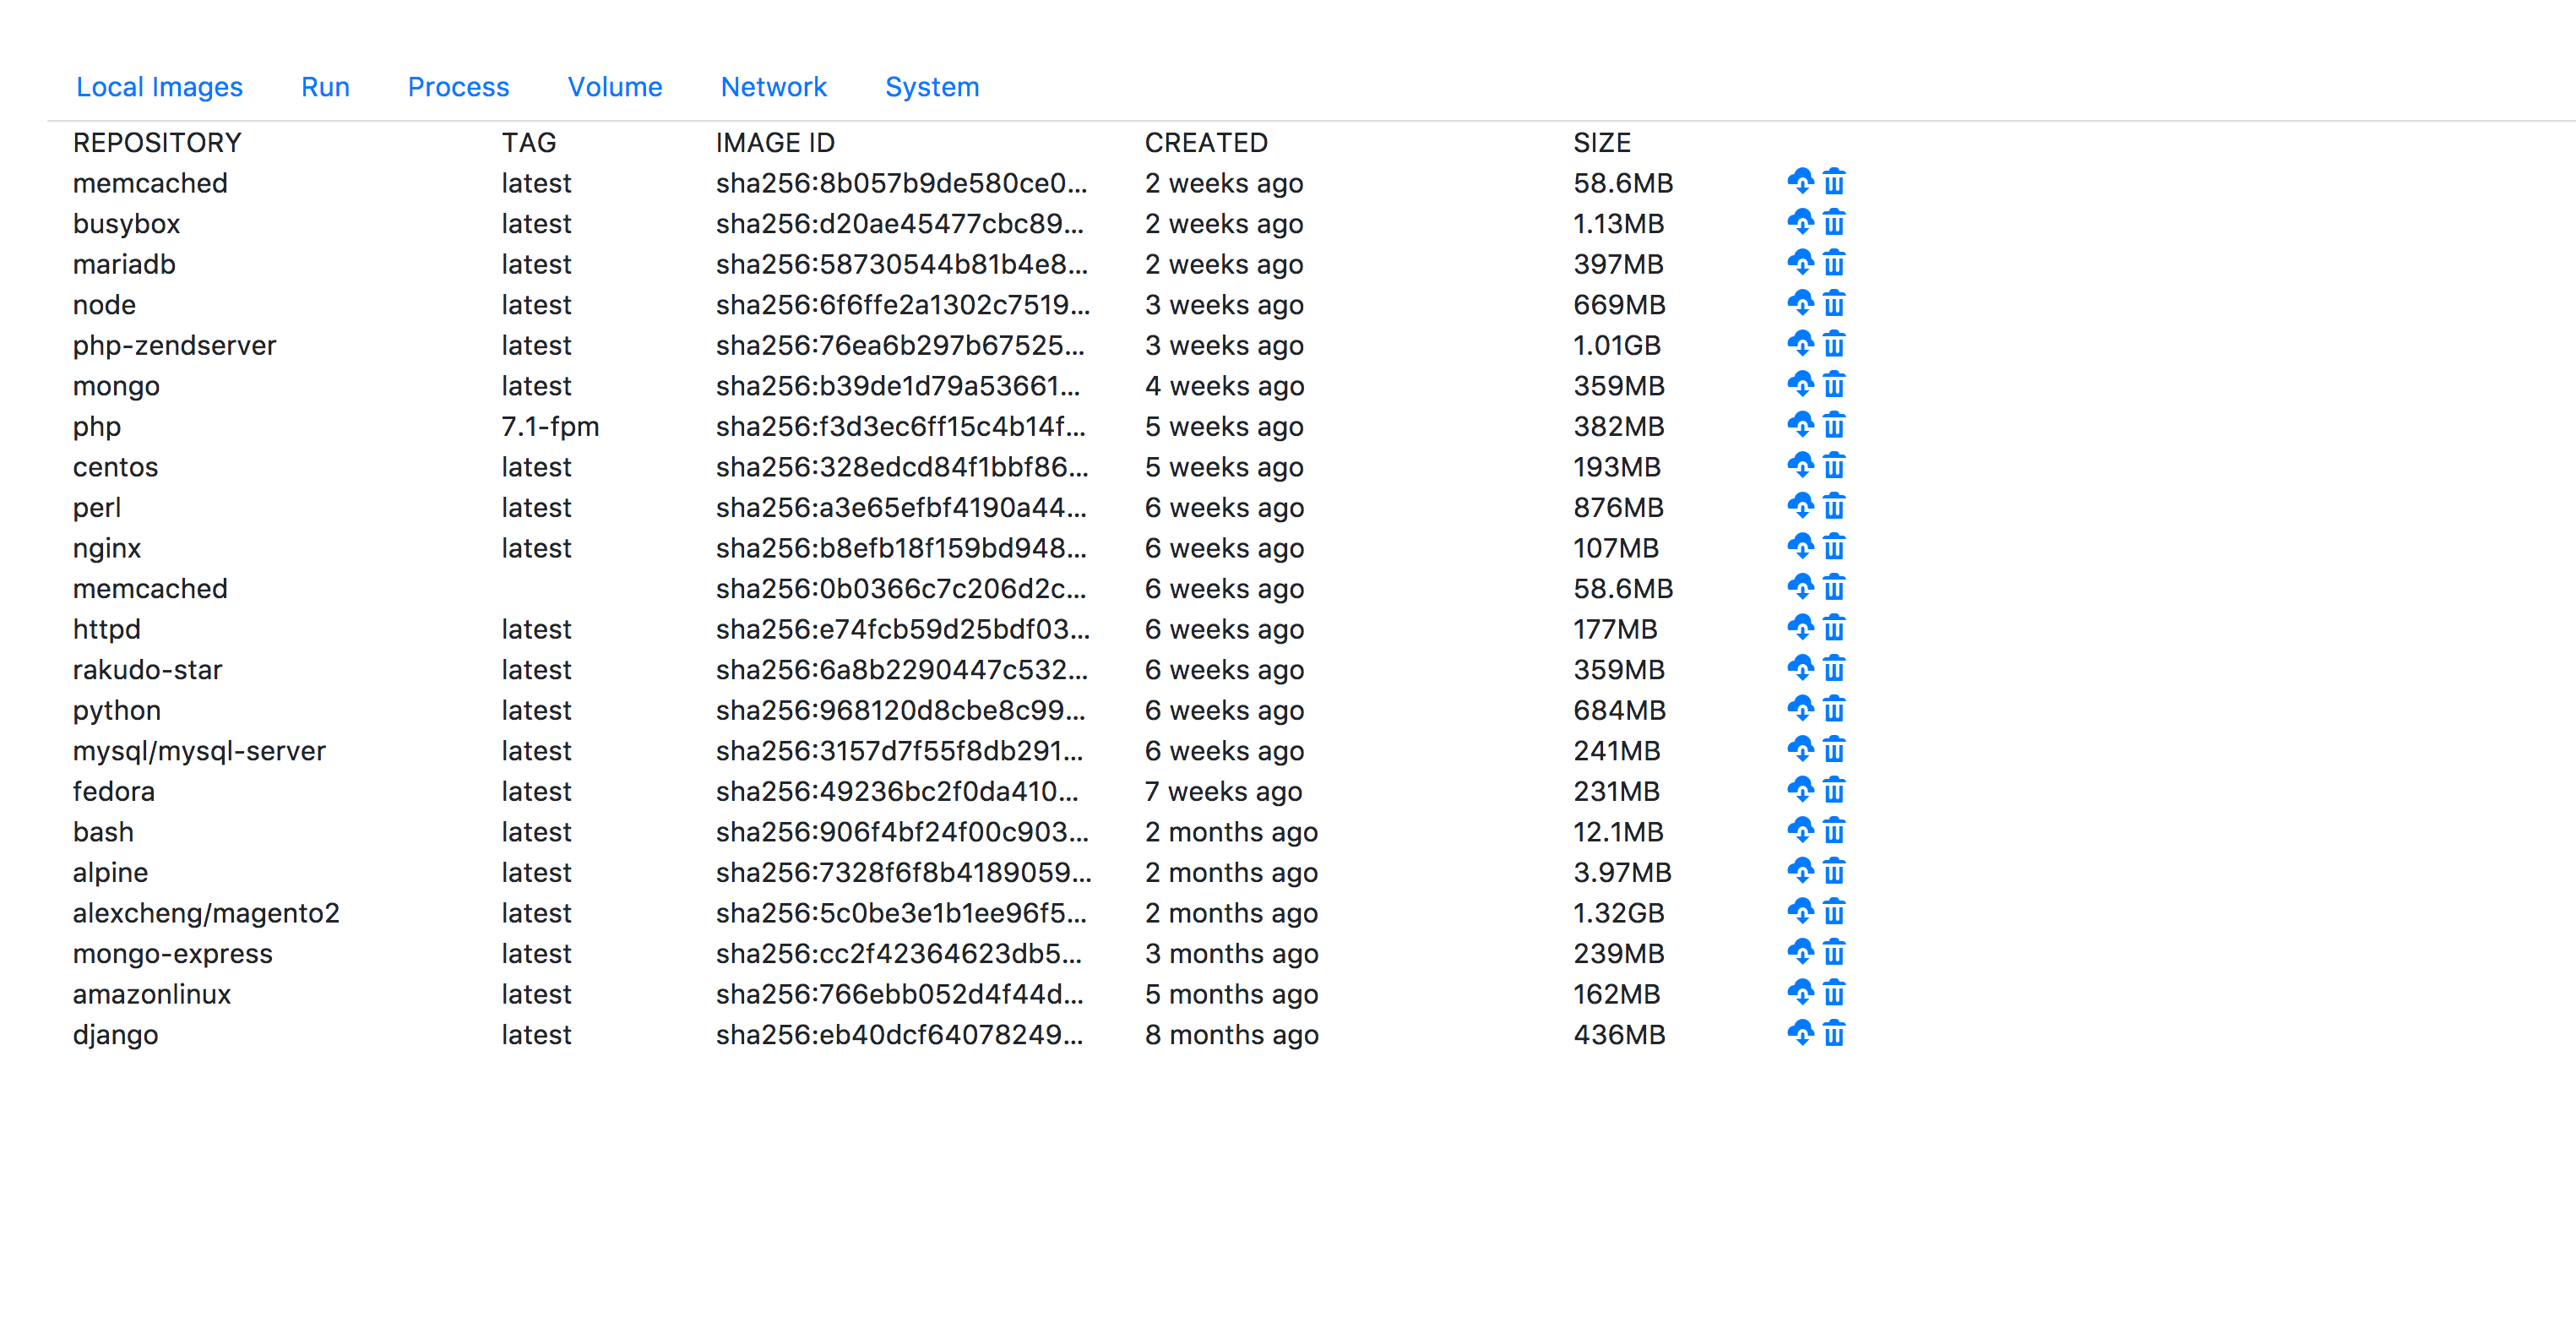 Local Images Run Process Volume Network System
REPOSITORY TAG IMAGE ID CREATED SIZE
memcached latest sha256:8b057b9de580ce0... 2 weeks ago 58.6MB
busybox latest sha256:d20ae45477cbc89... 2 weeks ago 1.13MB
mariadb latest sha256:58730544b81b4e8... 2 weeks ago 397MB
node latest sha256:6f6ffe2a1302c7519... 3 weeks ago 669MB
php-zendserver latest sha256:76ea6b297b67525... 3 weeks ago 1.01GB
mongo latest sha256:b39de1d79a53661... 4 weeks ago 359MB
php 7.1-fpm sha256:f3d3ec6ff15c4b14f... 5 weeks ago 382MB
centos latest sha256:328edcd84f1bbf86... 5 weeks ago 193MB
perl latest sha256:a3e65efbf4190a44... 6 weeks ago 876MB
nginx latest sha256:b8efb18f159bd948... 6 weeks ago 107MB
memcached sha256:0b0366c7c206d2c... 6 weeks ago 58.6MB
httpd latest sha256:e74fcb59d25bdf03... 6 weeks ago 177MB
rakudo-star latest sha256:6a8b2290447c532... 6 weeks ago 359MB
python latest sha256:968120d8cbe8c99... 6 weeks ago 684MB
mysql/mysql-server latest sha256:3157d7f55f8db291... 6 weeks ago 241MB
fedora latest sha256:49236bc2f0da410... 7 weeks ago 231MB
bash latest sha256:906f4bf24f00c903... 2 months ago 12.1MB
alpine latest sha256:7328f6f8b4189059... 2 months ago 3.97MB
alexcheng/magento2 latest sha256:5c0be3e1b1ee96f5... 2 months ago 1.32GB
mongo-express latest sha256:cc2f42364623db5... 3 months ago 239MB
amazonlinux latest sha256:766ebb052d4f44d... 5 months ago 162MB
django latest sha256:eb40dcf64078249... 8 months ago 436MB